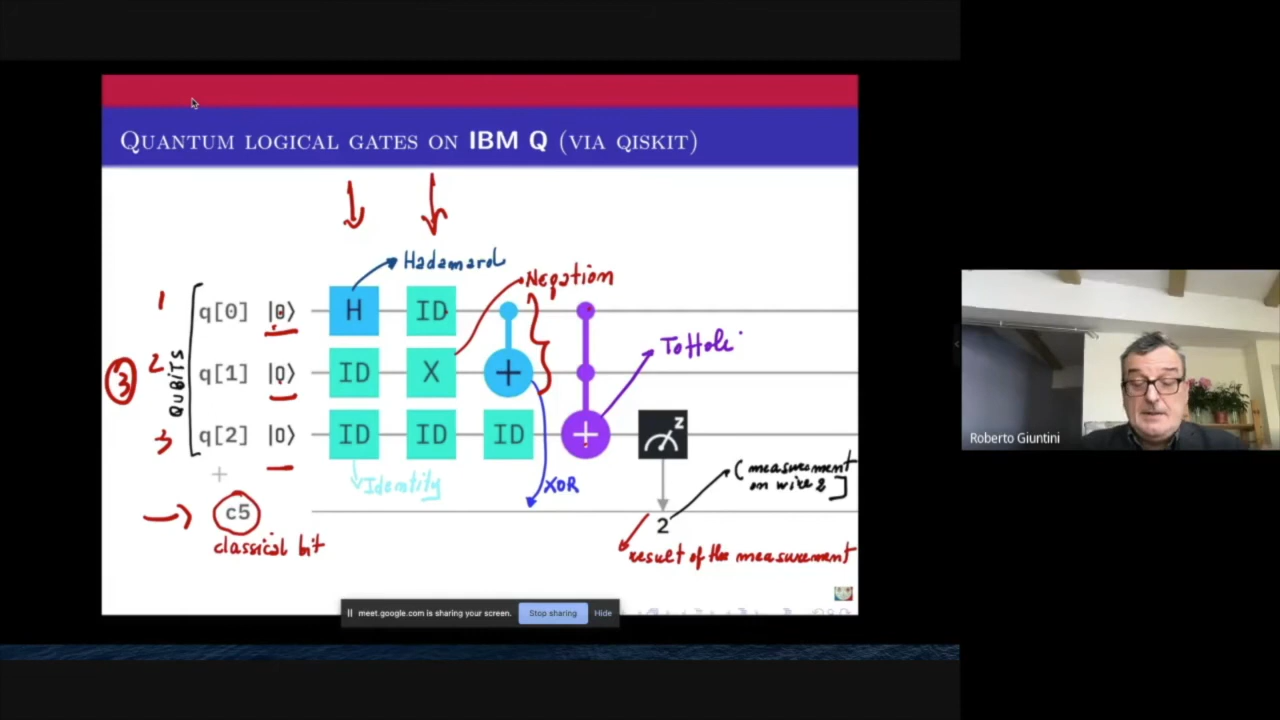 QUANTUM LOGICAL GATES ON IBM Q (VIA QISKIT)
Hadamard
Negation
1 q[0] |0⟩ H ID
Toffoli
3
QUBITS
2 q[1] |0⟩ ID X +
3 q[2] |0⟩ ID ID ID + z
+
Identity
XOR
(measurement
on wire 2]
c5
2
classical bit
result of the measurement
meet.google.com is sharing your screen. Stop sharing Hide
Roberto Giuntini